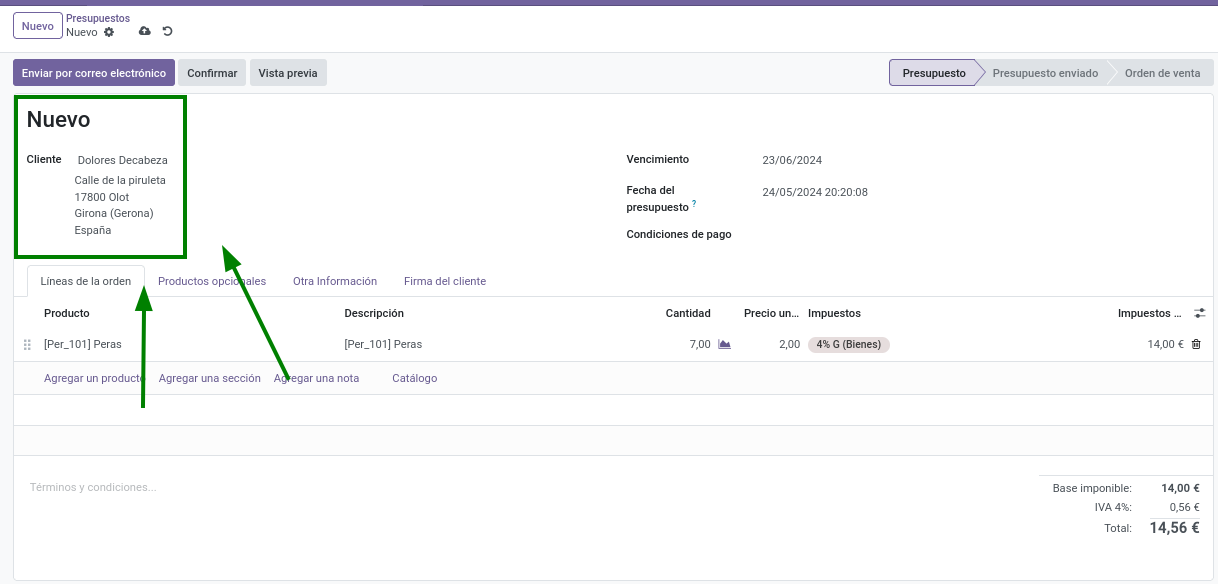 Nuevo
Presupuestos
Nuevo
Enviar por correo electrónico
Confirmar
Vista previa
Presupuesto
Presupuesto enviado
Orden de venta
Nuevo
Cliente
Dolores Decabeza
Calle de la piruleta
17800 Olot
Girona (Gerona)
España
Vencimiento
23/06/2024
Fecha del
presupuesto ?
24/05/2024 20:20:08
Condiciones de pago
Líneas de la orden
Productos opcionales
Otra Información
Firma del cliente
Producto
Descripción
Cantidad
Precio un...
Impuestos
Impuestos ...
[Per_101] Peras
[Per_101] Peras
7,00
2,00
4% G (Bienes)
14,00 €
Agregar un producto
Agregar una sección
Agregar una nota
Catálogo
Términos y condiciones...
Base imponible:
14,00 €
IVA 4%:
0,56 €
Total:
14,56 €